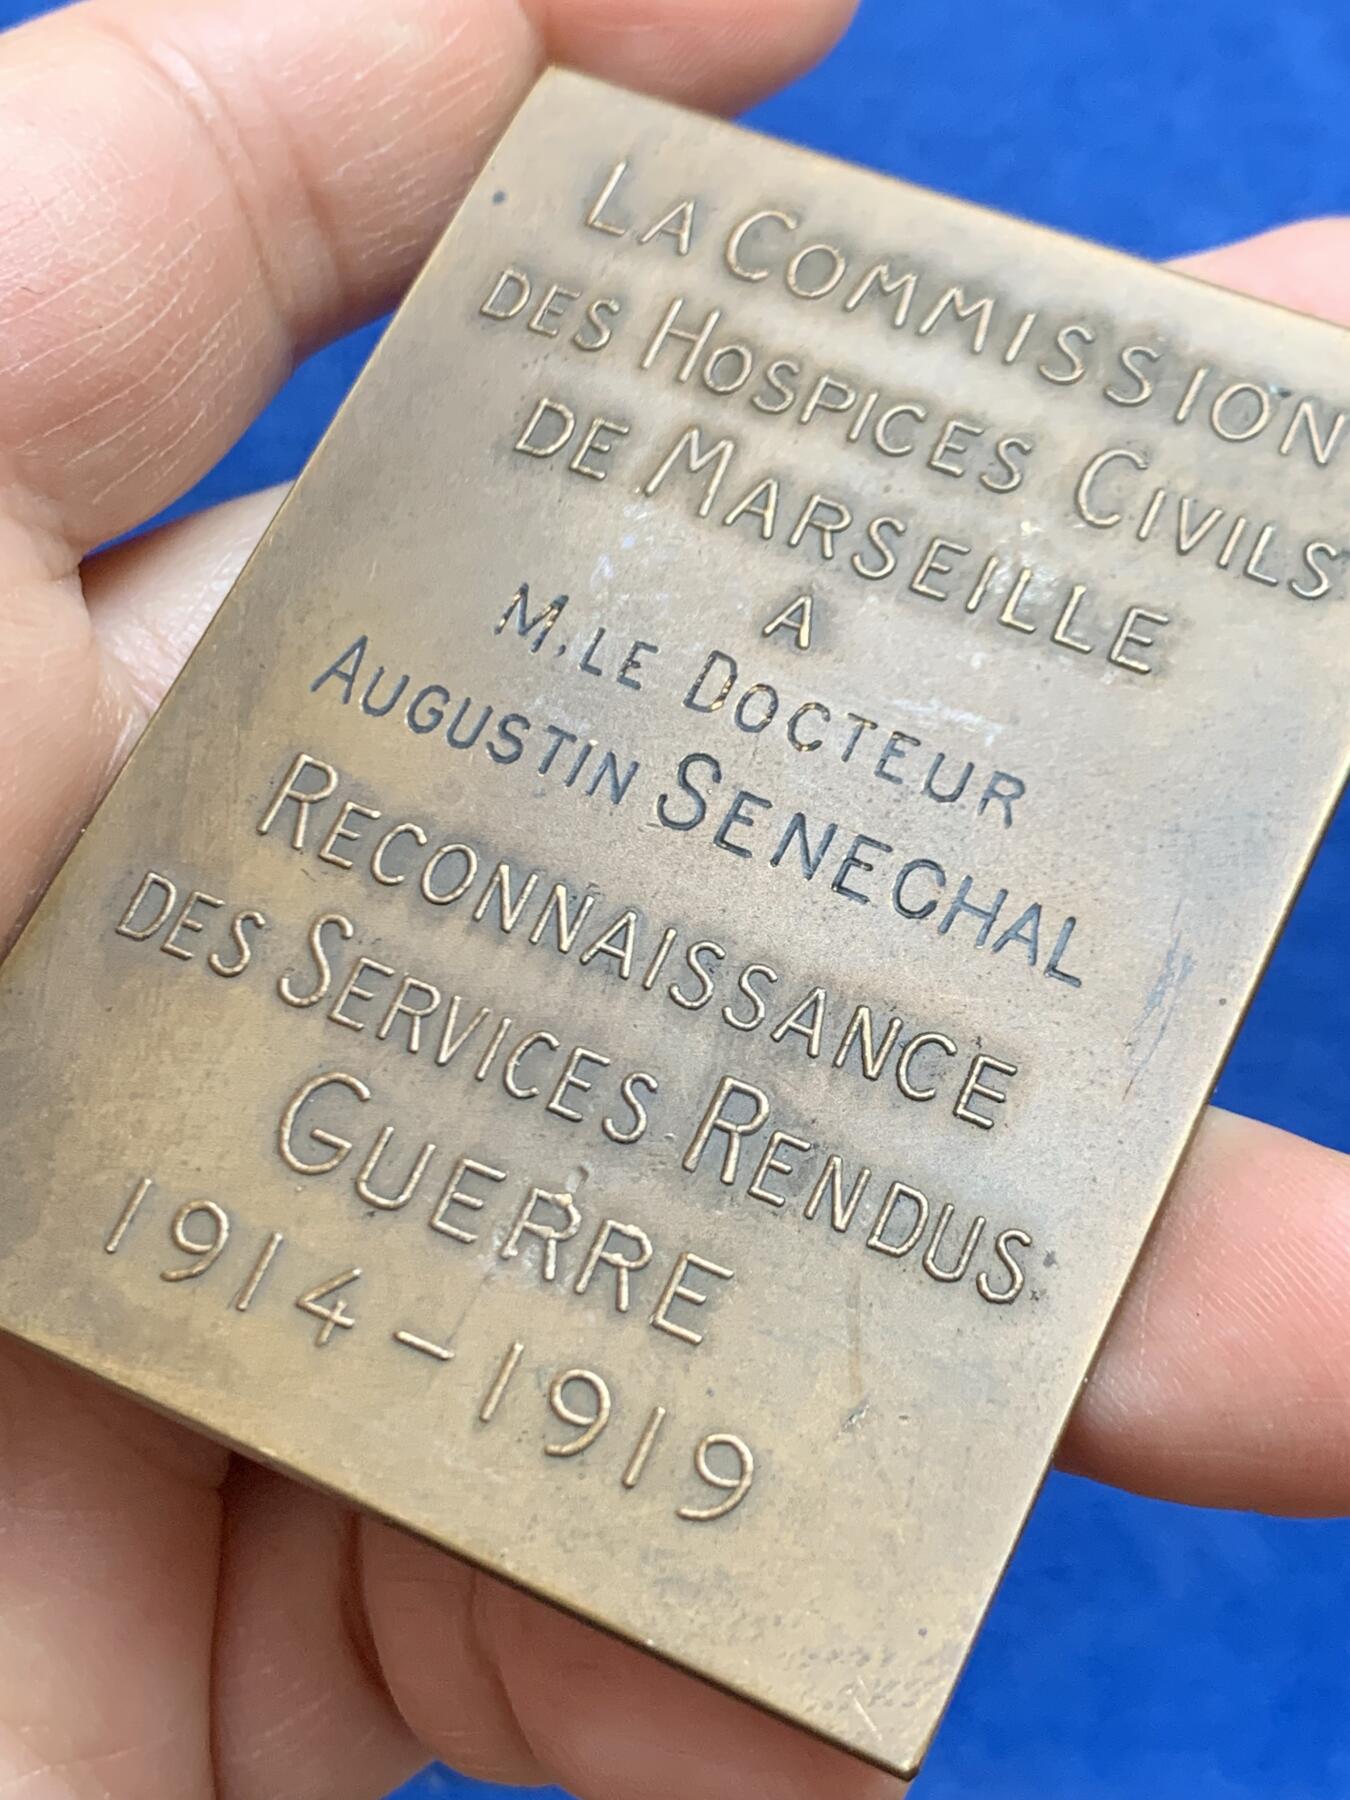 LA COMMISSION
DES HOSPICES CIVILS
DE MARSEILLE
A
M. LE DOCTEUR
AUGUSTIN SENECHAL
RECONNAISSANCE
DES SERVICES RENDUS
GUERRE
1914-1919